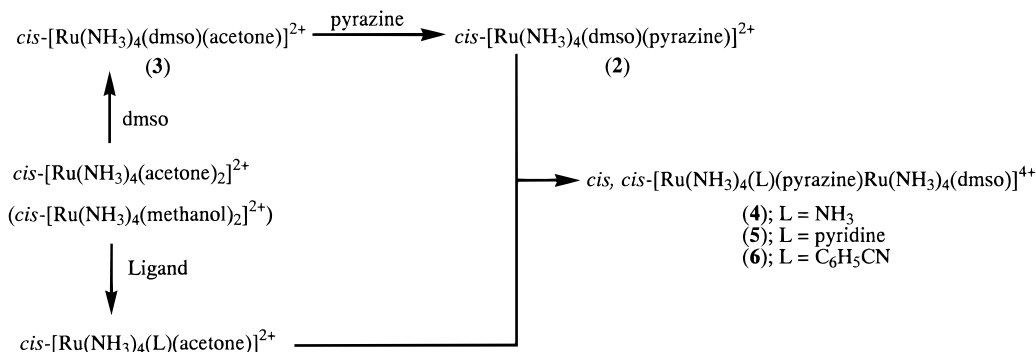 cis-[Ru(NH₃)₄(dmso)(acetone)]²⁺ pyrazine cis-[Ru(NH₃)₄(dmso)(pyrazine)]²⁺
(3) (2)
dmso
cis-[Ru(NH₃)₄(acetone)₂]²⁺
(cis-[Ru(NH₃)₄(methanol)₂]²⁺)
Ligand
cis, cis-[Ru(NH₃)₄(L)(pyrazine)Ru(NH₃)₄(dmso)]⁴⁺
(4); L = NH₃
(5); L = pyridine
(6); L = C₆H₅CN
cis-[Ru(NH₃)₄(L)(acetone)]²⁺